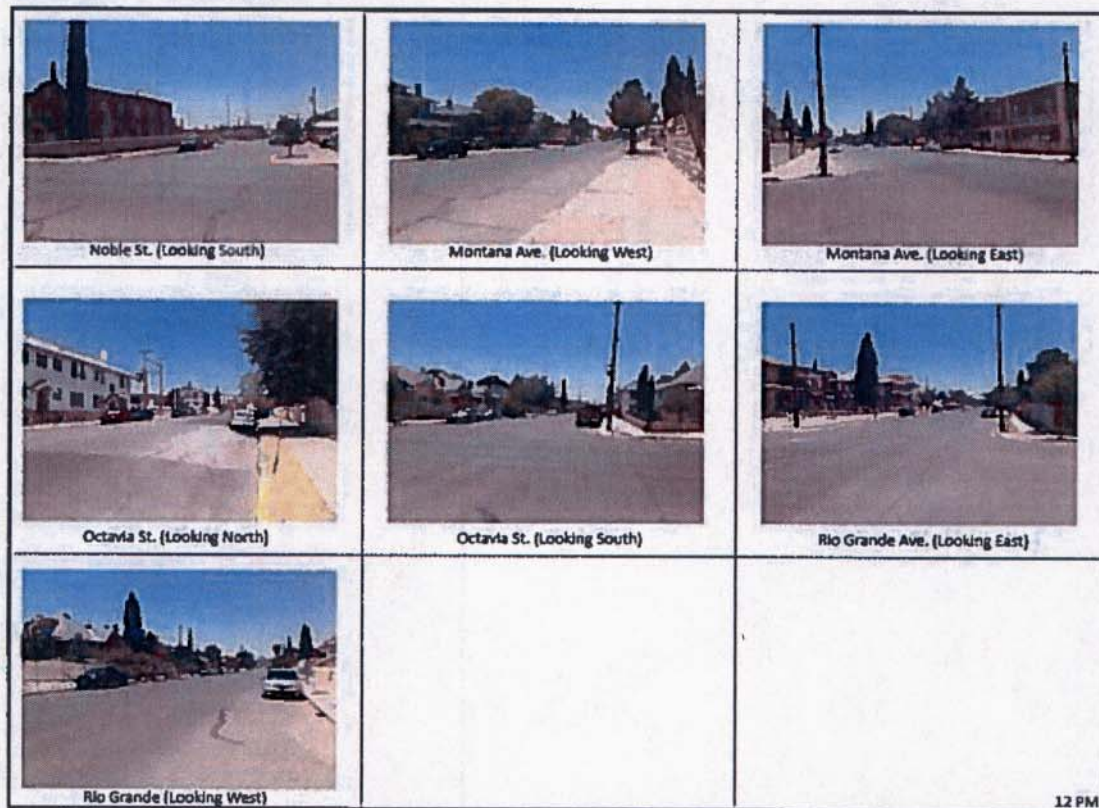 Noble St. (Looking South)
Montana Ave. (Looking West)
Montana Ave. (Looking East)
Octavia St. (Looking North)
Octavia St. (Looking South)
Rio Grande Ave. (Looking East)
Rio Grande (Looking West)
12 PM